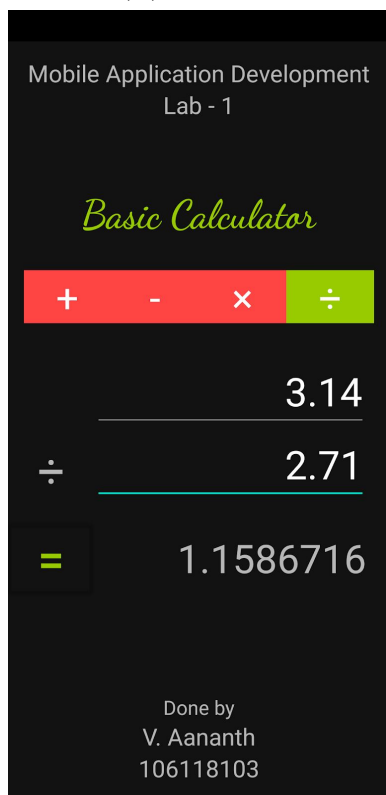 Mobile Application Development
Lab - 1
Basic Calculator
+ - × ÷
3.14
÷ 2.71
= 1.1586716
Done by
V. Aananth
106118103